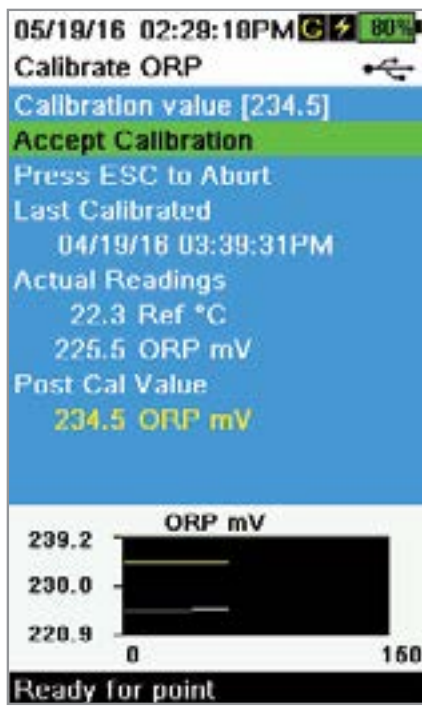 05/19/16 02:29:18PM G 80%
Calibrate ORP
Calibration value [234.5]
Accept Calibration
Press ESC to Abort
Last Calibrated
04/19/16 03:39:31PM
Actual Readings
22.3 Ref °C
225.5 ORP mV
Post Cal Value
234.5 ORP mV
ORP mV
239.2
230.0
220.9
0 160
Ready for point